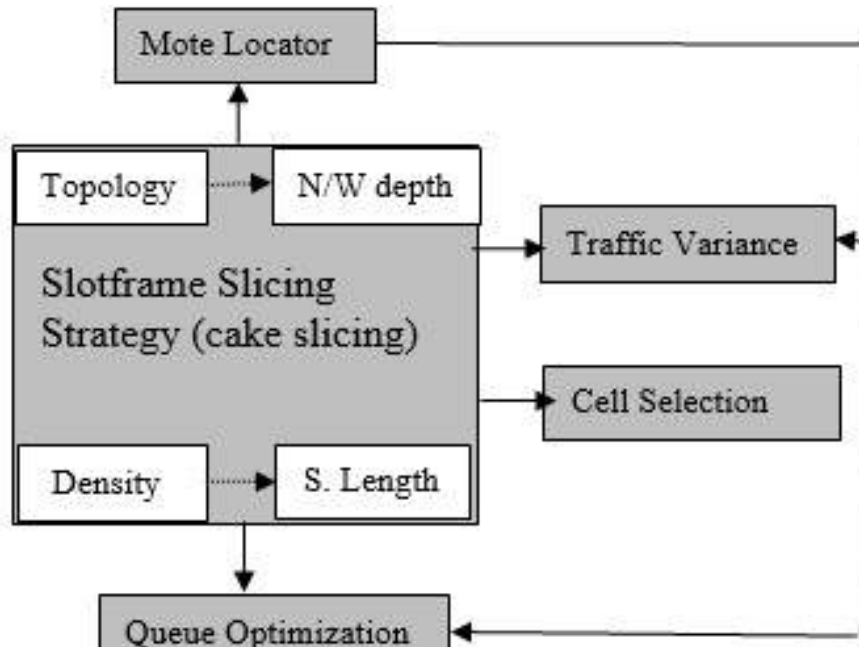 Mote Locator
Topology
N/W depth
Traffic Variance
Slotframe Slicing
Strategy (cake slicing)
Cell Selection
Density
S. Length
Queue Optimization